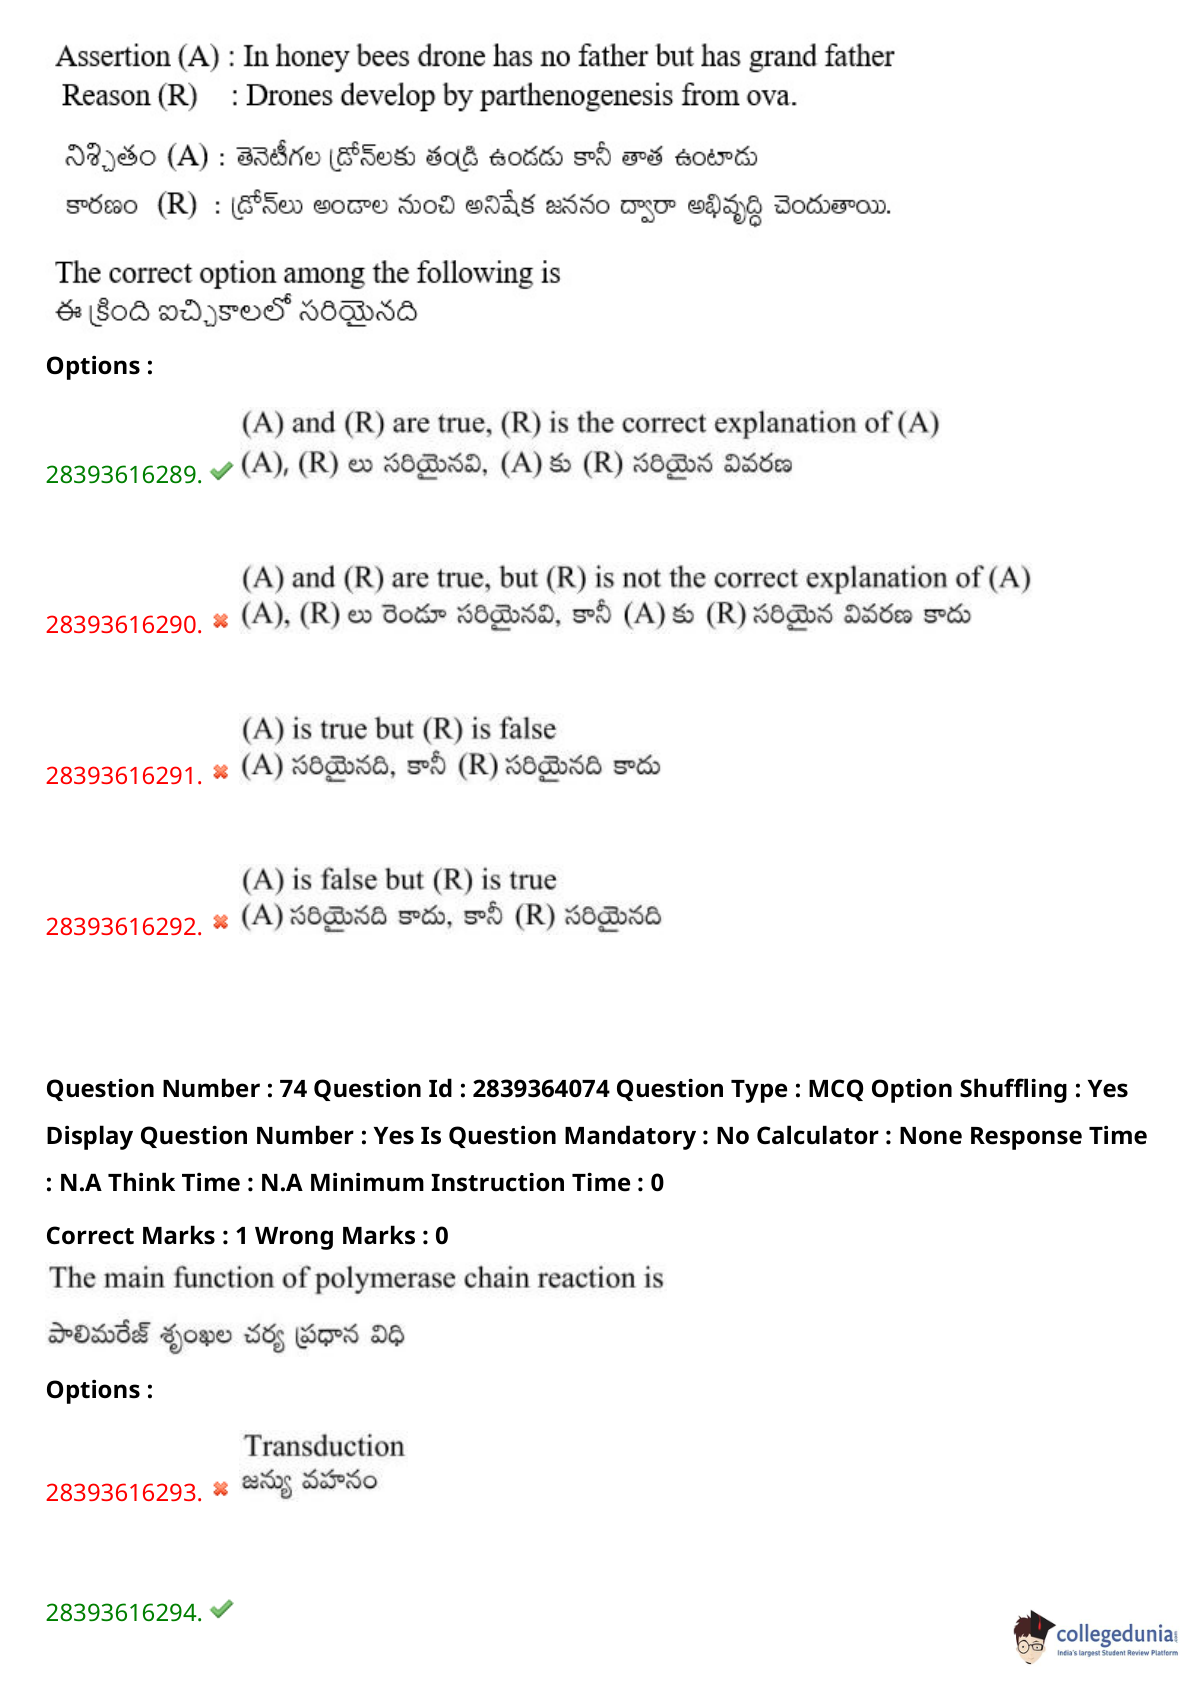 Assertion (A) : In honey bees drone has no father but has grand father
Reason (R) : Drones develop by parthenogenesis from ova.
నిశ్చితం (A) : తెనెటీగల డ్రోన్‌లకు తండ్రి ఉండడు కానీ తాత ఉంటాడు
కారణం (R) : డ్రోన్‌లు అండాల నుంచి అనిషేక జననం ద్వారా అభివృద్ధి చెందుతాయి.
The correct option among the following is
ఈ క్రింది ఐచ్చికాలలో సరియైనది
Options :
(A) and (R) are true, (R) is the correct explanation of (A)
28393616289. (A), (R) లు సరియైనవి, (A) కు (R) సరియైన వివరణ
(A) and (R) are true, but (R) is not the correct explanation of (A)
28393616290. (A), (R) లు రెండూ సరియైనవి, కానీ (A) కు (R) సరియైన వివరణ కాదు
(A) is true but (R) is false
28393616291. (A) సరియైనది, కానీ (R) సరియైనది కాదు
(A) is false but (R) is true
28393616292. (A) సరియైనది కాదు, కానీ (R) సరియైనది
Question Number : 74 Question Id : 2839364074 Question Type : MCQ Option Shuffling : Yes
Display Question Number : Yes Is Question Mandatory : No Calculator : None Response Time
: N.A Think Time : N.A Minimum Instruction Time : 0
Correct Marks : 1 Wrong Marks : 0
The main function of polymerase chain reaction is
పాలిమరేజ్ శృంఖల చర్య ప్రధాన విధి
Options :
Transduction
28393616293. జన్యు వహనం
28393616294.
collegedunia
India's largest Student Review Platform